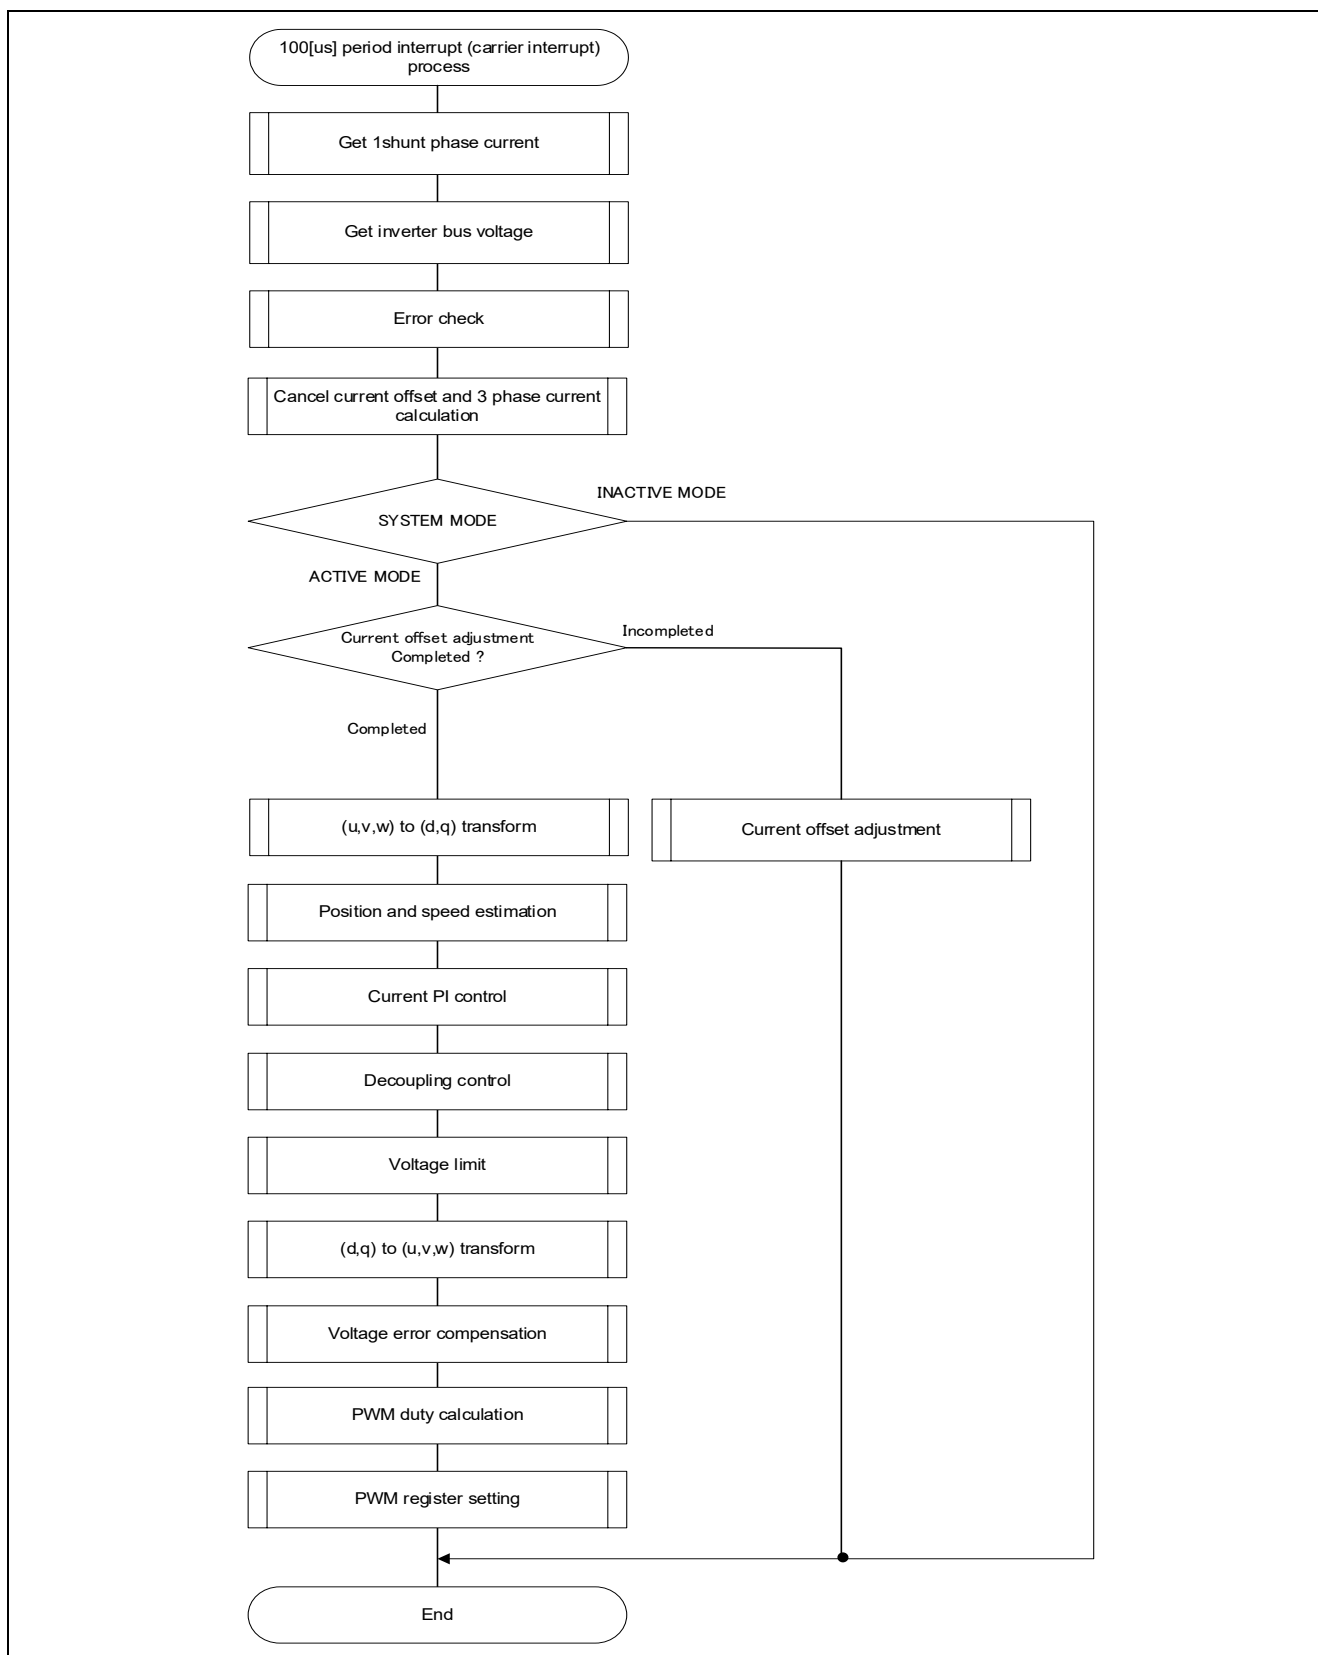 100[us] period interrupt (carrier interrupt)
process
Get 1shunt phase current
Get inverter bus voltage
Error check
Cancel current offset and 3 phase current
calculation
INACTIVE MODE
SYSTEM MODE
ACTIVE MODE
Incompleted
Current offset adjustment
Completed ?
Completed
(u,v,w) to (d,q) transform
Current offset adjustment
Position and speed estimation
Current PI control
Decoupling control
Voltage limit
(d,q) to (u,v,w) transform
Voltage error compensation
PWM duty calculation
PWM register setting
End